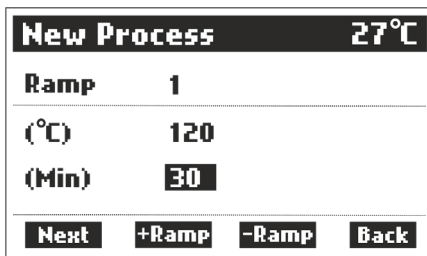 New Process 27°C
Ramp 1
(°C) 120
(Min) 30
Next +Ramp -Ramp Back